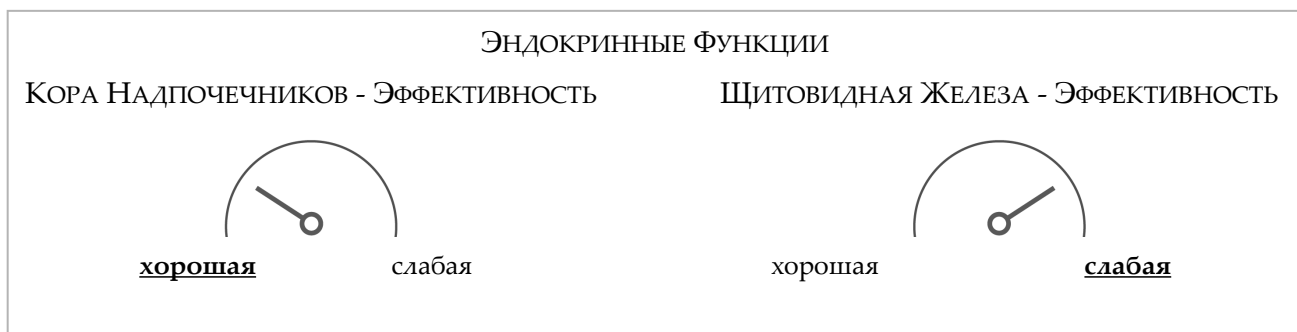 Эндокринные Функции
Кора Надпочечников - Эффективность
Щитовидная Железа - Эффективность
хорошая слабая
хорошая слабая